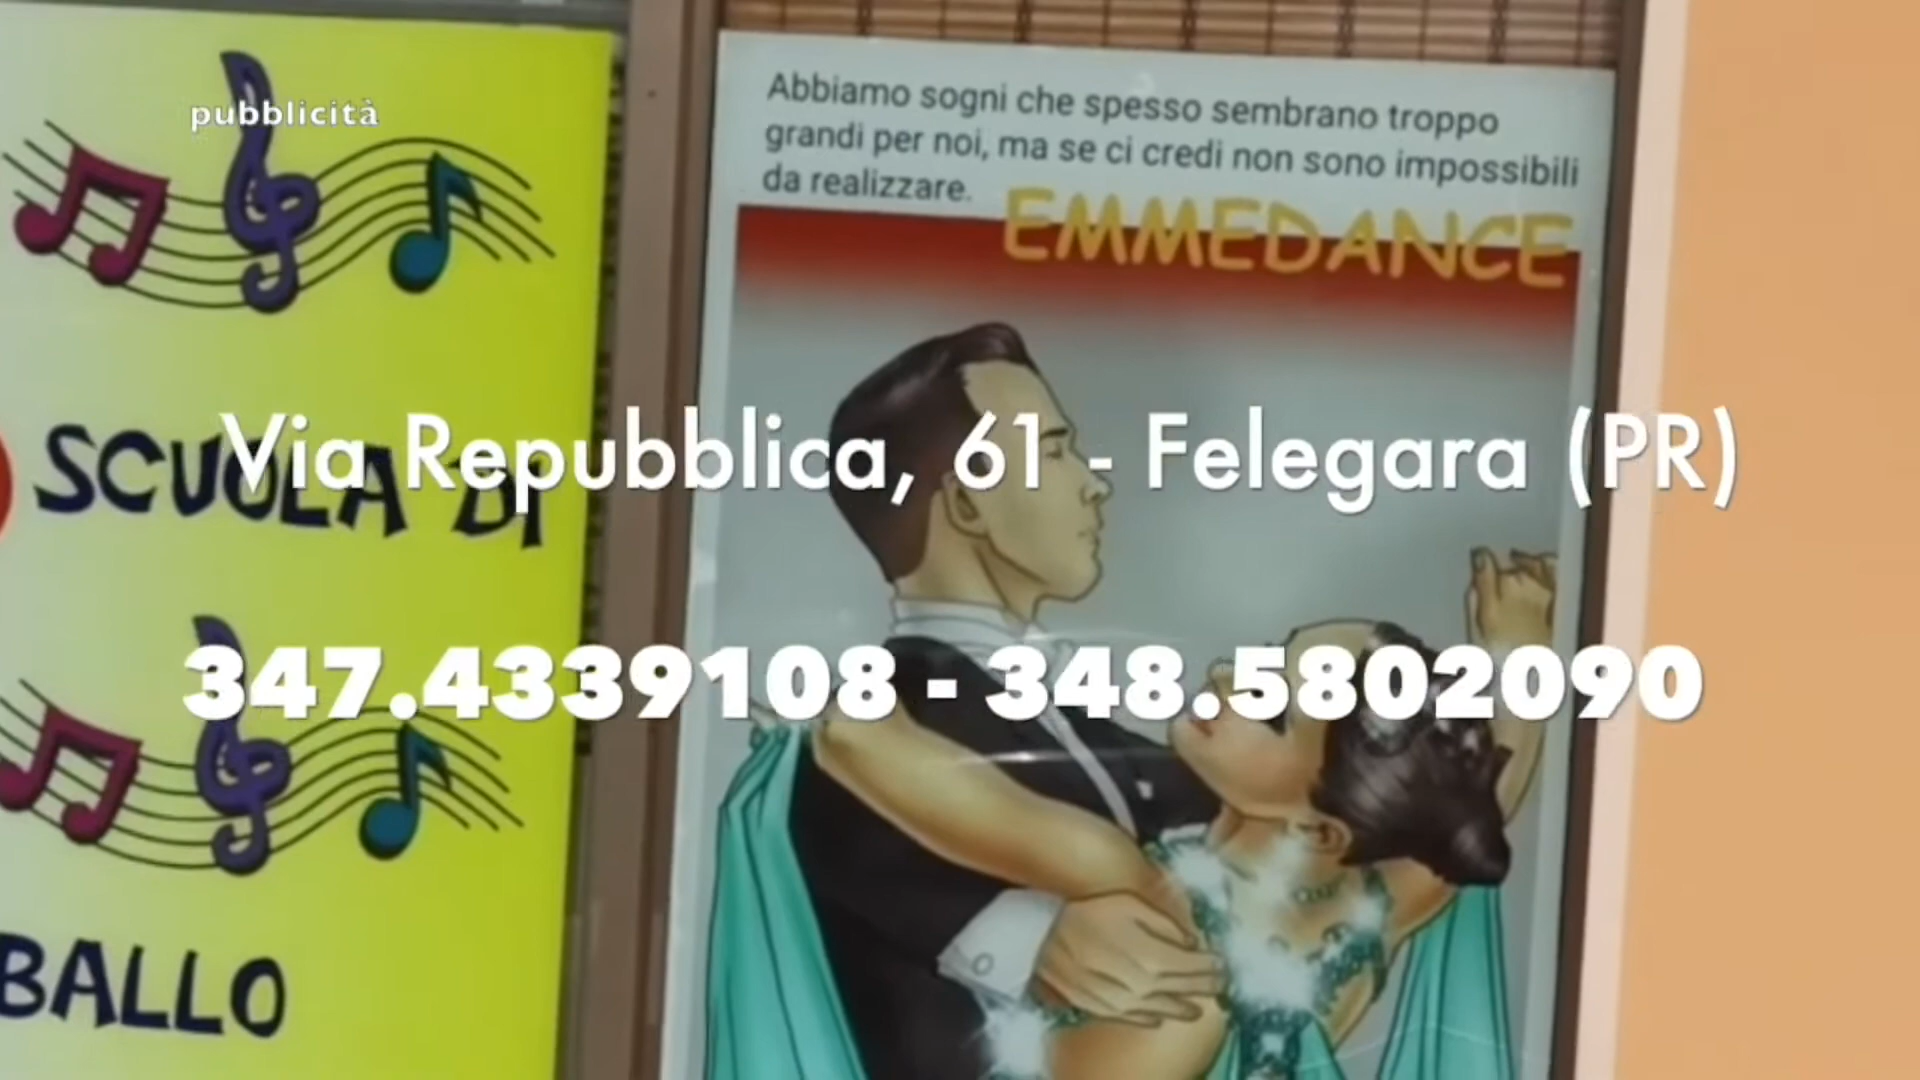 pubblicità
Abbiamo sogni che spesso sembrano troppo
grandi per noi, ma se ci credi non sono impossibili
da realizzare.
EMMEDANCE
SCUOLA DI
BALLO
Via Repubblica, 61 - Felegara (PR)
347.4339108 - 348.5802090